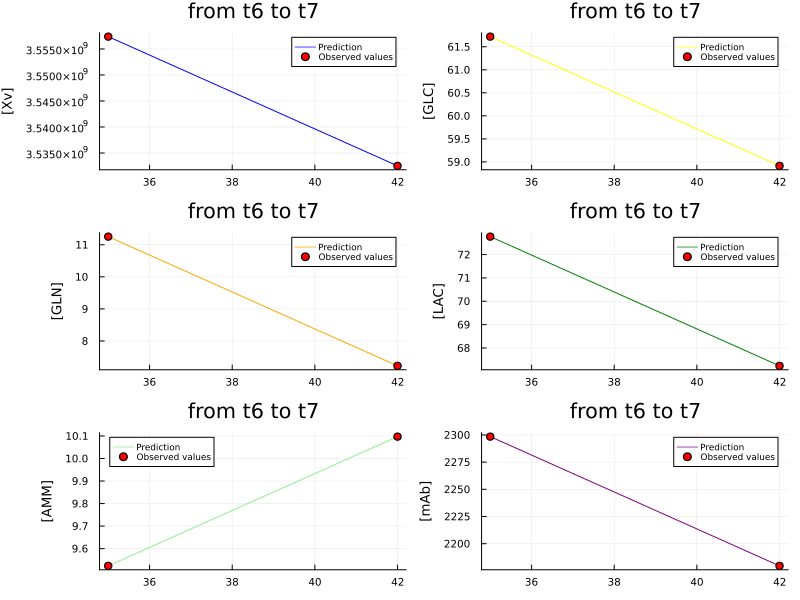 from t6 to t7
[Xv]
3.5550×10⁹
3.5500×10⁹
3.5450×10⁹
3.5400×10⁹
3.5350×10⁹
Prediction
Observed values
36 38 40 42
from t6 to t7
[GLC]
61.5
61.0
60.5
60.0
59.5
59.0
Prediction
Observed values
36 38 40 42
from t6 to t7
[GLN]
11
10
9
8
Prediction
Observed values
36 38 40 42
from t6 to t7
[LAC]
72
71
70
69
68
Prediction
Observed values
36 38 40 42
from t6 to t7
[AMM]
10.1
10.0
9.9
9.8
9.7
9.6
Prediction
Observed values
36 38 40 42
from t6 to t7
[mAb]
2300
2275
2250
2225
2200
Prediction
Observed values
36 38 40 42